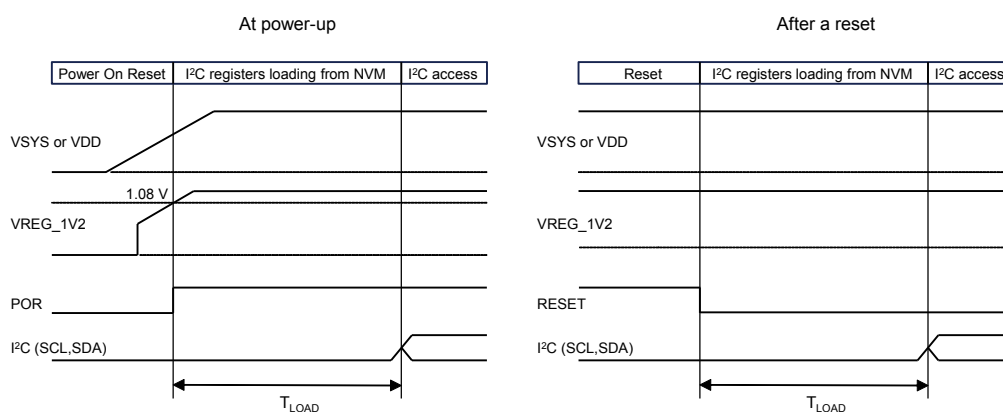 At power-up
Power On Reset I²C registers loading from NVM I²C access
VSYS or VDD
1.08 V
VREG_1V2
POR
I²C (SCL,SDA)
TLOAD
After a reset
Reset I²C registers loading from NVM I²C access
VSYS or VDD
VREG_1V2
RESET
I²C (SCL,SDA)
TLOAD